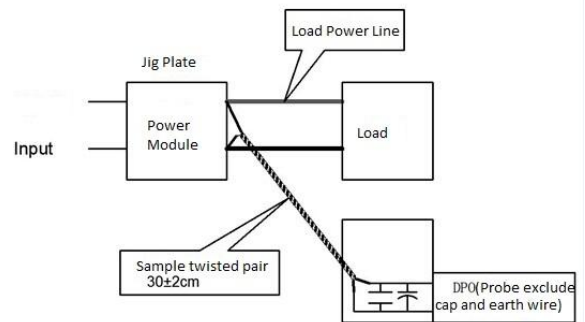 Load Power Line
Jig Plate
Power
Module
Load
Input
Sample twisted pair
30±2cm
DPO(Probe exclude
cap and earth wire)